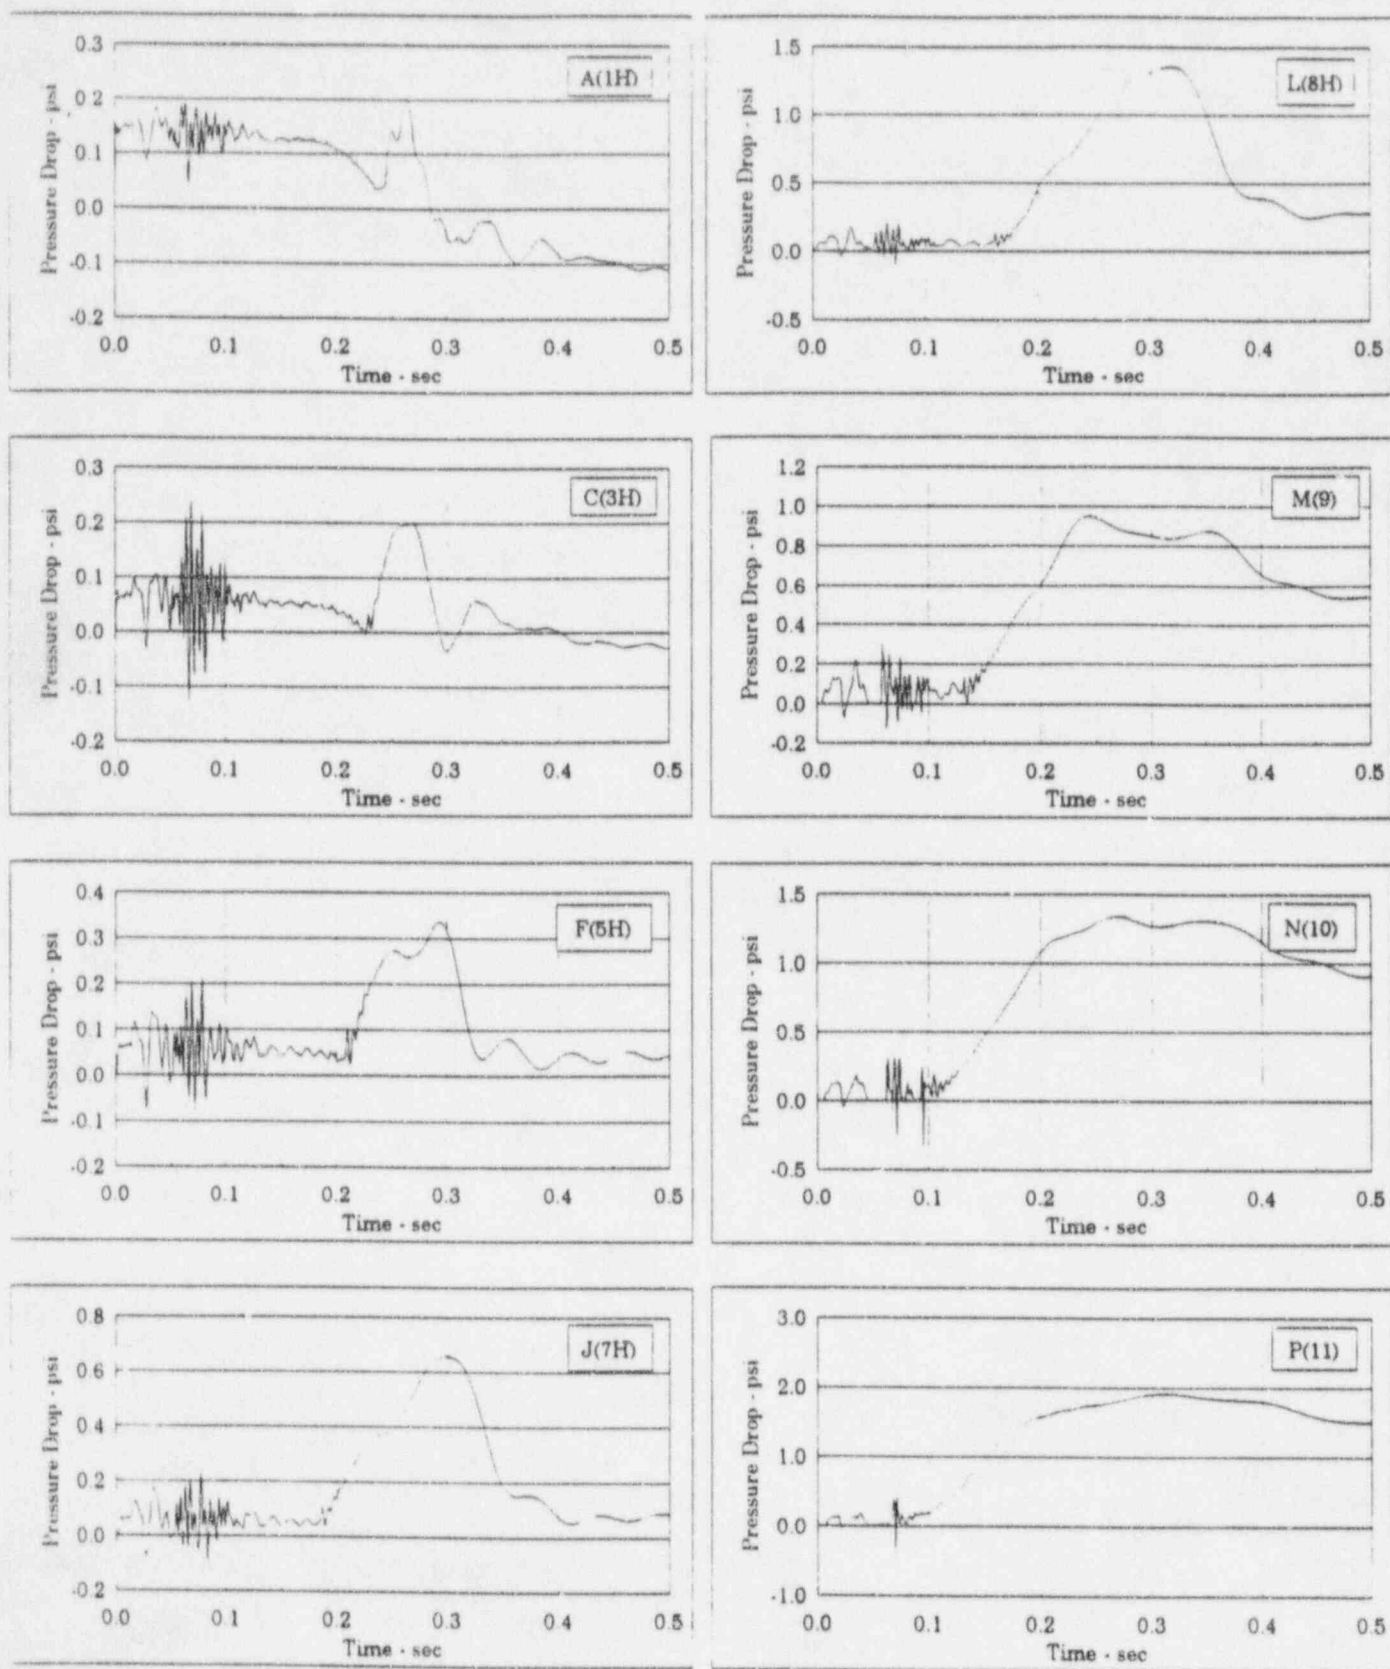 0.3
0.2
0.1
0.0
-0.1
-0.2
Pressure Drop - psi
A(1H)
0.0 0.1 0.2 0.3 0.4 0.5
Time - sec
1.5
1.0
0.5
0.0
-0.5
Pressure Drop - psi
L(8H)
0.0 0.1 0.2 0.3 0.4 0.5
Time - sec
0.3
0.2
0.1
0.0
-0.1
-0.2
Pressure Drop - psi
C(3H)
0.0 0.1 0.2 0.3 0.4 0.5
Time - sec
1.2
1.0
0.8
0.6
0.4
0.2
0.0
-0.2
Pressure Drop - psi
M(9)
0.0 0.1 0.2 0.3 0.4 0.5
Time - sec
0.4
0.3
0.2
0.1
0.0
-0.1
-0.2
Pressure Drop - psi
F(5H)
0.0 0.1 0.2 0.3 0.4 0.5
Time - sec
1.5
1.0
0.5
0.0
-0.5
Pressure Drop - psi
N(10)
0.0 0.1 0.2 0.3 0.4 0.5
Time - sec
0.8
0.6
0.4
0.2
0.0
-0.2
Pressure Drop - psi
J(7H)
0.0 0.1 0.2 0.3 0.4 0.5
Time - sec
3.0
2.0
1.0
0.0
-1.0
Pressure Drop - psi
P(11)
0.0 0.1 0.2 0.3 0.4 0.5
Time - sec